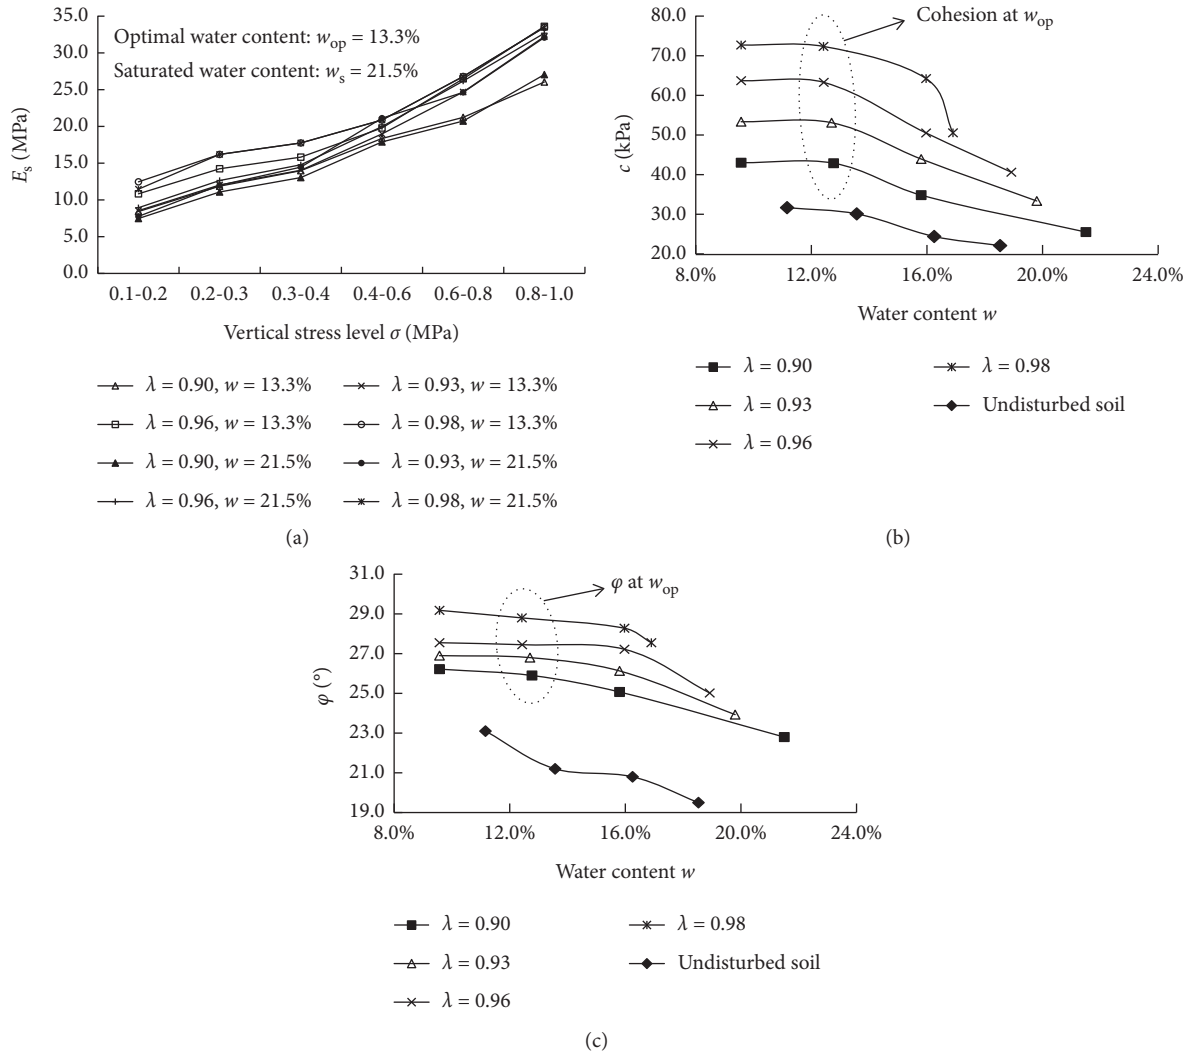 35.0
30.0
25.0
20.0
15.0
10.0
5.0
0.0
Eₛ (MPa)
Optimal water content: w_op = 13.3%
Saturated water content: w_s = 21.5%
0.1-0.2 0.2-0.3 0.3-0.4 0.4-0.6 0.6-0.8 0.8-1.0
Vertical stress level σ (MPa)
λ = 0.90, w = 13.3% λ = 0.93, w = 13.3%
λ = 0.96, w = 13.3% λ = 0.98, w = 13.3%
λ = 0.90, w = 21.5% λ = 0.93, w = 21.5%
λ = 0.96, w = 21.5% λ = 0.98, w = 21.5%
(a)
80.0
70.0
60.0
50.0
40.0
30.0
20.0
c (kPa)
Cohesion at w_op
8.0% 12.0% 16.0% 20.0% 24.0%
Water content w
λ = 0.90 λ = 0.98
λ = 0.93 Undisturbed soil
λ = 0.96
(b)
31.0
29.0
27.0
25.0
23.0
21.0
19.0
φ (°)
φ at w_op
8.0% 12.0% 16.0% 20.0% 24.0%
Water content w
λ = 0.90 λ = 0.98
λ = 0.93 Undisturbed soil
λ = 0.96
(c)